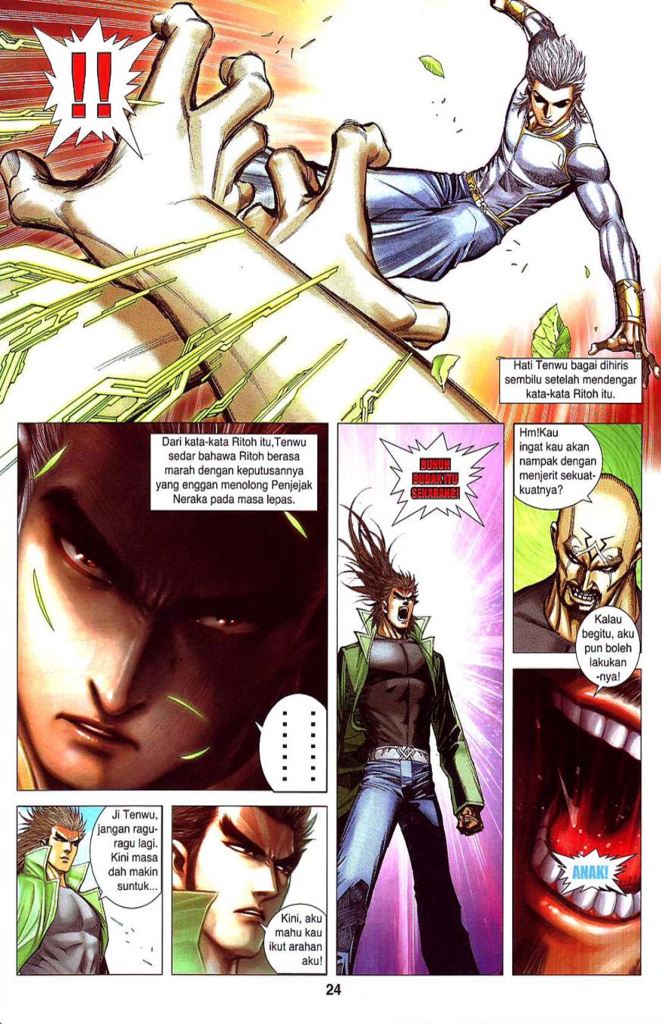 !!
Hati Tenwu bagai dihiris
sembilu setelah mendengar
kata-kata Ritoh itu.
Dari kata-kata Ritoh itu,Tenwu
sedar bahawa Ritoh berasa
marah dengan keputusannya
yang enggan menolong Penjejak
Neraka pada masa lepas.
......
......
Ji Tenwu,
jangan ragu-
ragu lagi.
Kini masa
dah makin
suntuk...
Kini, aku
mahu kau
ikut arahan
aku!
BUNUH
BUDAK ITU
SEKARANG!
Hm!Kau
ingat kau akan
nampak dengan
menjerit sekuat-
kuatnya?
Kalau
begitu, aku
pun boleh
lakukan
-nya!
ANAK!
24